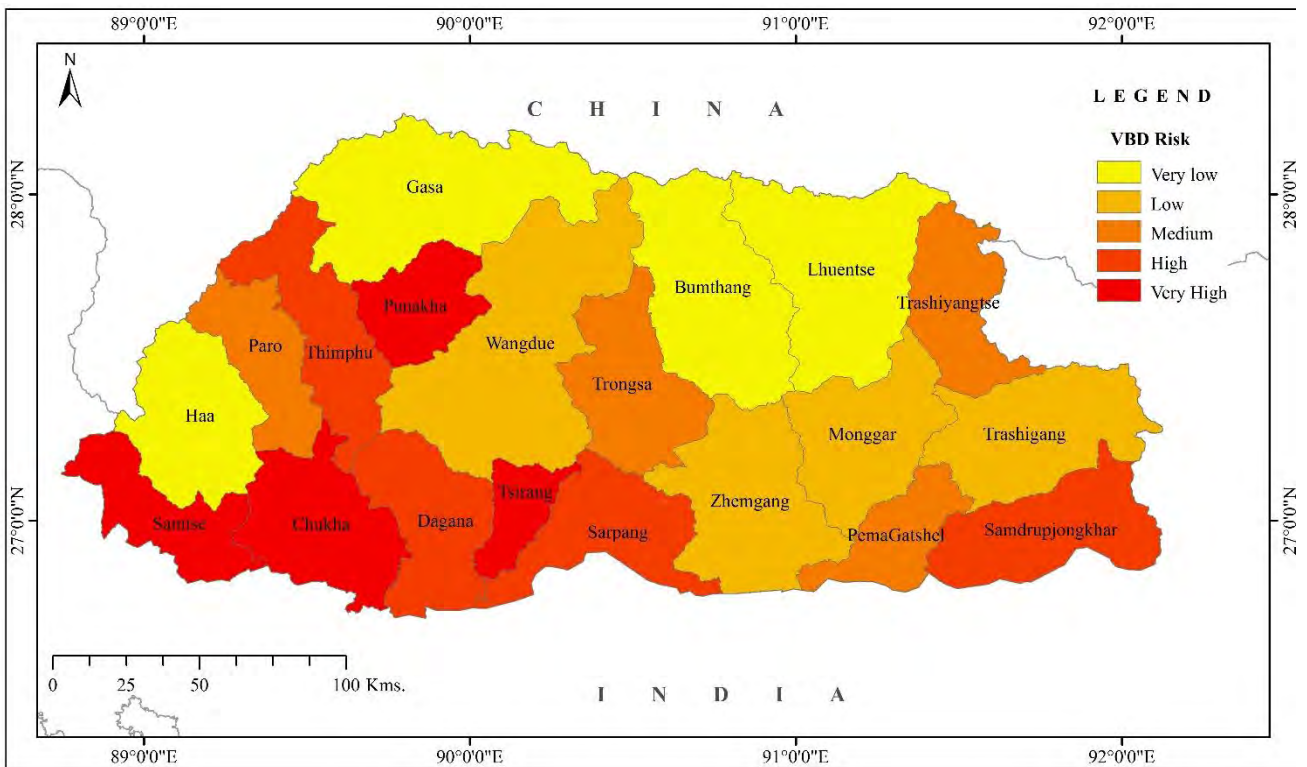 89°0'0"E 90°0'0"E 91°0'0"E 92°0'0"E
N
C H I N A
L E G E N D
VBD Risk
Very low
Low
Medium
High
Very High
28°0'0"N
28°0'0"N
Gasa
Bumthang
Lhuentse
Punakha
Trashiyangtse
Paro
Thimphu
Wangdue
Trongsa
Haa
Monggar
Trashigang
Zhemgang
Tsirang
Samtse
Chukha
Dagana
Sarpang
PemaGatshel
Samdrupjongkhar
27°0'0"N
27°0'0"N
0 25 50 100 Kms.
I N D I A
89°0'0"E 90°0'0"E 91°0'0"E 92°0'0"E